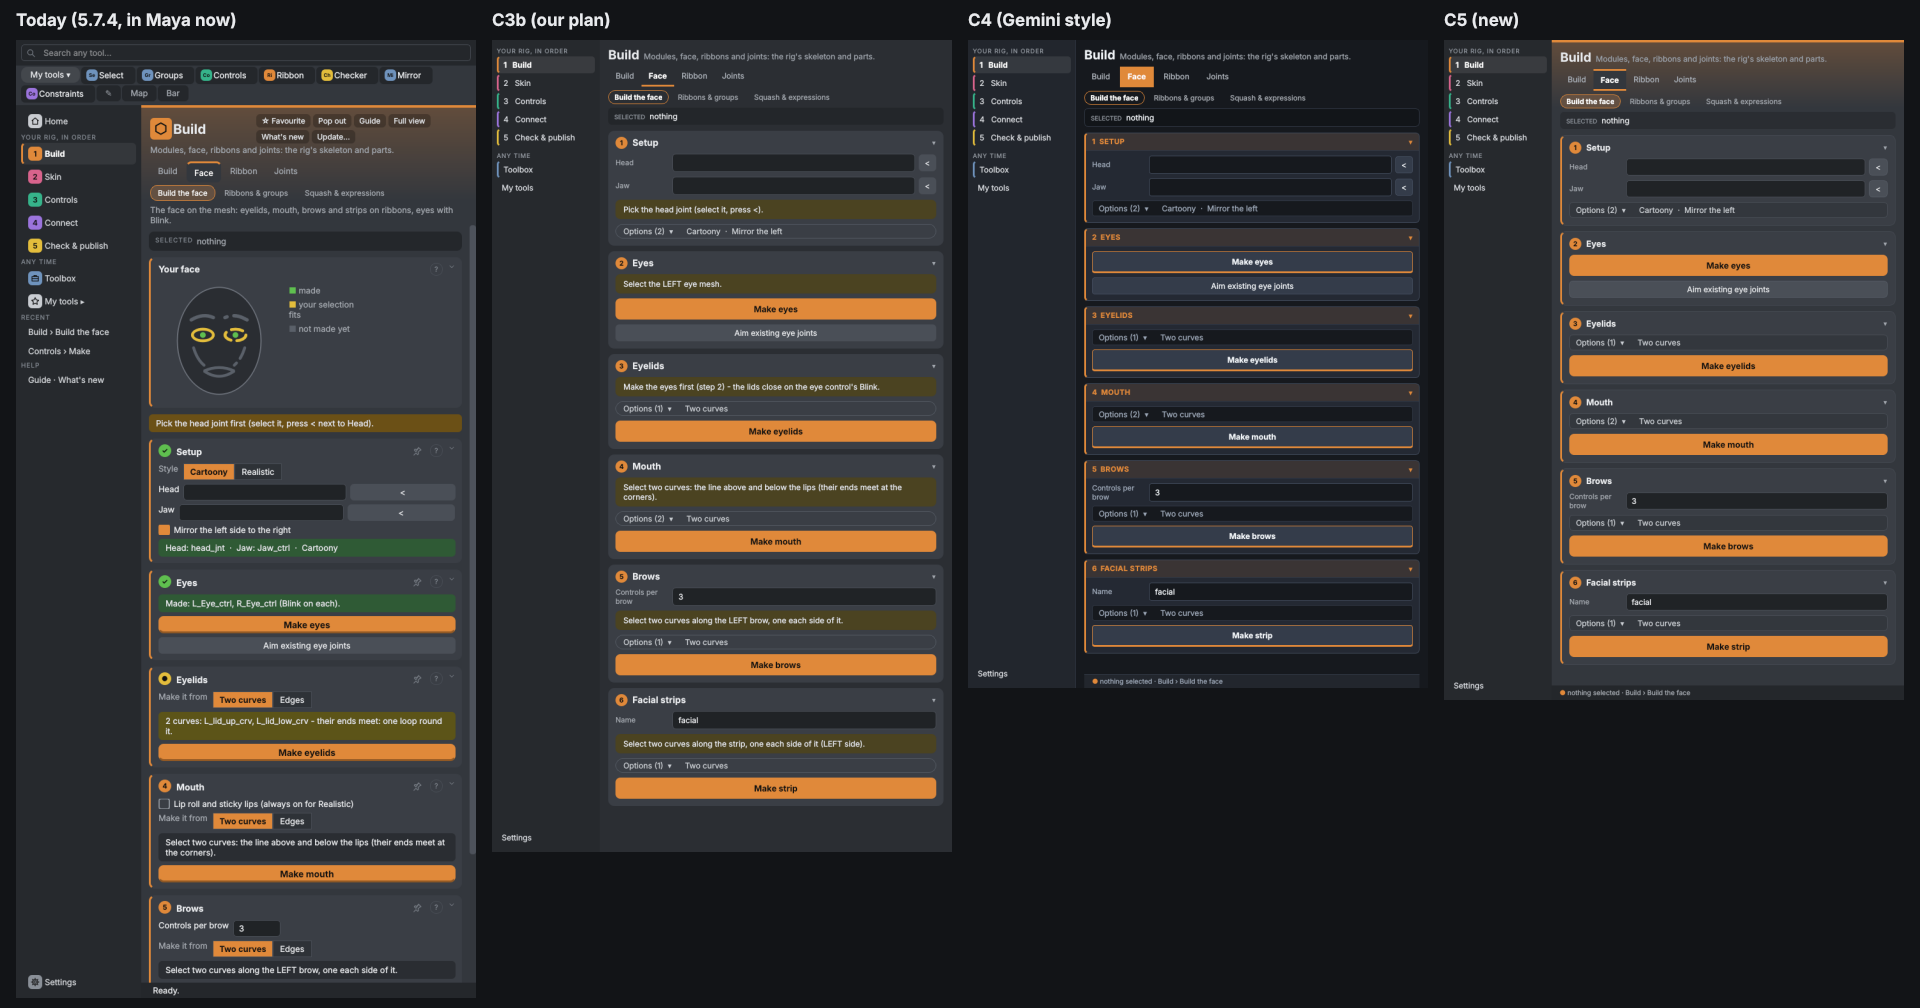 Today (5.7.4, in Maya now)
Search any tool...
My tools ▾ Se Select Gr Groups Co Controls Ri Ribbon Ch Checker Mi Mirror
Co Constraints ✎ Map Bar
Home
YOUR RIG, IN ORDER
1 Build
2 Skin
3 Controls
4 Connect
5 Check & publish
ANY TIME
Toolbox
My tools ▸
RECENT
Build › Build the face
Controls › Make
HELP
Guide · What's new
Settings
Build
☆ Favourite Pop out Guide Full view
What's new Update...
Modules, face, ribbons and joints: the rig's skeleton and parts.
Build Face Ribbon Joints
Build the face Ribbons & groups Squash & expressions
The face on the mesh: eyelids, mouth, brows and strips on ribbons, eyes with
Blink.
SELECTED nothing
Your face ?
made
your selection
fits
not made yet
Pick the head joint first (select it, press < next to Head).
Setup ?
Style Cartoony Realistic
Head <
Jaw <
Mirror the left side to the right
Head: head_jnt · Jaw: Jaw_ctrl · Cartoony
Eyes ?
Made: L_Eye_ctrl, R_Eye_ctrl (Blink on each).
Make eyes
Aim existing eye joints
Eyelids ?
Make it from Two curves Edges
2 curves: L_lid_up_crv, L_lid_low_crv - their ends meet: one loop round
it.
Make eyelids
4 Mouth ?
Lip roll and sticky lips (always on for Realistic)
Make it from Two curves Edges
Select two curves: the line above and below the lips (their ends meet at
the corners).
Make mouth
5 Brows ?
Controls per brow 3
Make it from Two curves Edges
Select two curves along the LEFT brow, one each side of it.
Ready.
C3b (our plan)
YOUR RIG, IN ORDER
1 Build
2 Skin
3 Controls
4 Connect
5 Check & publish
ANY TIME
Toolbox
My tools
Settings
Build Modules, face, ribbons and joints: the rig's skeleton and parts.
Build Face Ribbon Joints
Build the face Ribbons & groups Squash & expressions
SELECTED nothing
1 Setup ▾
Head <
Jaw <
Pick the head joint (select it, press <).
Options (2) ▾ Cartoony · Mirror the left
2 Eyes ▾
Select the LEFT eye mesh.
Make eyes
Aim existing eye joints
3 Eyelids ▾
Make the eyes first (step 2) - the lids close on the eye control's Blink.
Options (1) ▾ Two curves
Make eyelids
4 Mouth ▾
Select two curves: the line above and below the lips (their ends meet at the
corners).
Options (2) ▾ Two curves
Make mouth
5 Brows ▾
Controls per
brow
3
Select two curves along the LEFT brow, one each side of it.
Options (1) ▾ Two curves
Make brows
6 Facial strips ▾
Name facial
Select two curves along the strip, one each side of it (LEFT side).
Options (1) ▾ Two curves
Make strip
C4 (Gemini style)
YOUR RIG, IN ORDER
1 Build
2 Skin
3 Controls
4 Connect
5 Check & publish
ANY TIME
Toolbox
My tools
Settings
Build Modules, face, ribbons and joints: the rig's skeleton and parts.
Build Face Ribbon Joints
Build the face Ribbons & groups Squash & expressions
SELECTED nothing
1 SETUP ▾
Head <
Jaw <
Options (2) ▾ Cartoony · Mirror the left
2 EYES ▾
Make eyes
Aim existing eye joints
3 EYELIDS ▾
Options (1) ▾ Two curves
Make eyelids
4 MOUTH ▾
Options (2) ▾ Two curves
Make mouth
5 BROWS ▾
Controls per
brow
3
Options (1) ▾ Two curves
Make brows
6 FACIAL STRIPS ▾
Name facial
Options (1) ▾ Two curves
Make strip
nothing selected · Build › Build the face
C5 (new)
YOUR RIG, IN ORDER
1 Build
2 Skin
3 Controls
4 Connect
5 Check & publish
ANY TIME
Toolbox
My tools
Settings
Build Modules, face, ribbons and joints: the rig's skeleton and parts.
Build Face Ribbon Joints
Build the face Ribbons & groups Squash & expressions
SELECTED nothing
1 Setup ▾
Head <
Jaw <
Options (2) ▾ Cartoony · Mirror the left
2 Eyes ▾
Make eyes
Aim existing eye joints
3 Eyelids ▾
Options (1) ▾ Two curves
Make eyelids
4 Mouth ▾
Options (2) ▾ Two curves
Make mouth
5 Brows ▾
Controls per
brow
3
Options (1) ▾ Two curves
Make brows
6 Facial strips ▾
Name facial
Options (1) ▾ Two curves
Make strip
nothing selected · Build › Build the face